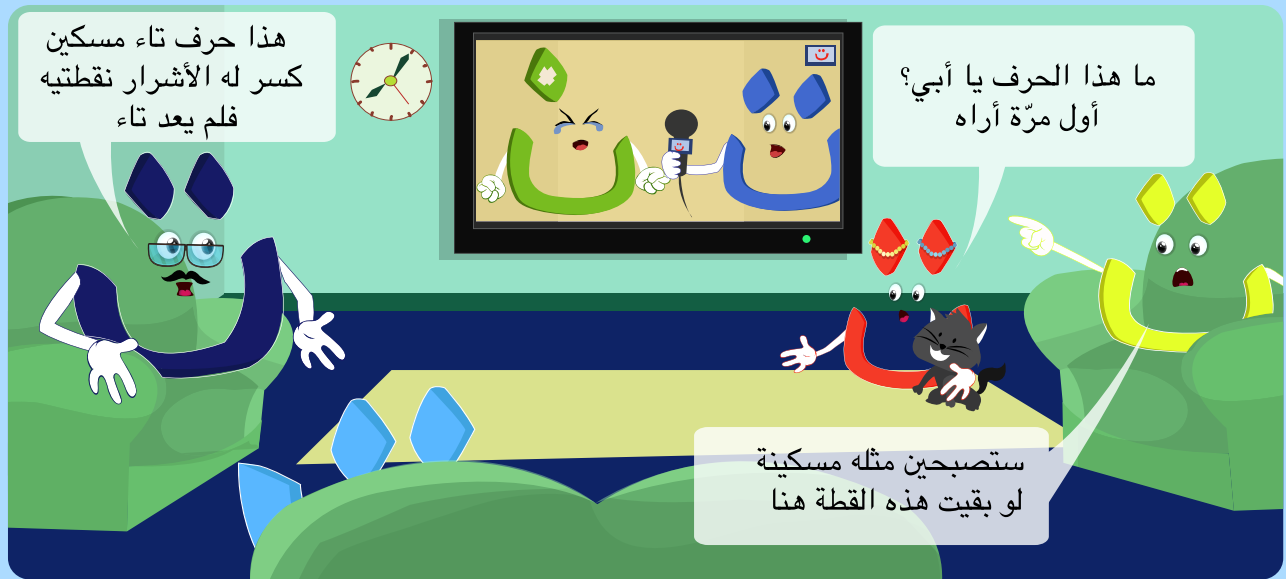 ما هذا الحرف يا أبي؟
أول مرّة أراه
هذا حرف تاء مسكين
كسر له الأشرار نقطتيه
فلم يعد تاء
ستصبحين مثله مسكينة
لو بقيت هذه القطة هنا